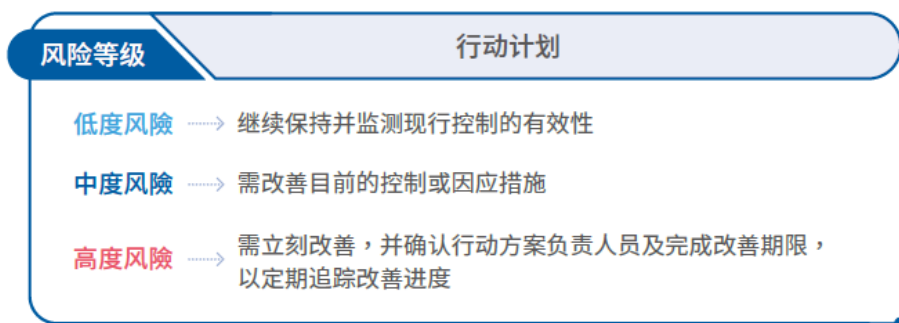 风险等级
行动计划
低度风險
继续保持并监测现行控制的有效性
中度风險
需改善目前的控制或因应措施
高度风險
需立刻改善，并确认行动方案负责人员及完成改善期限，
以定期追踪改善进度